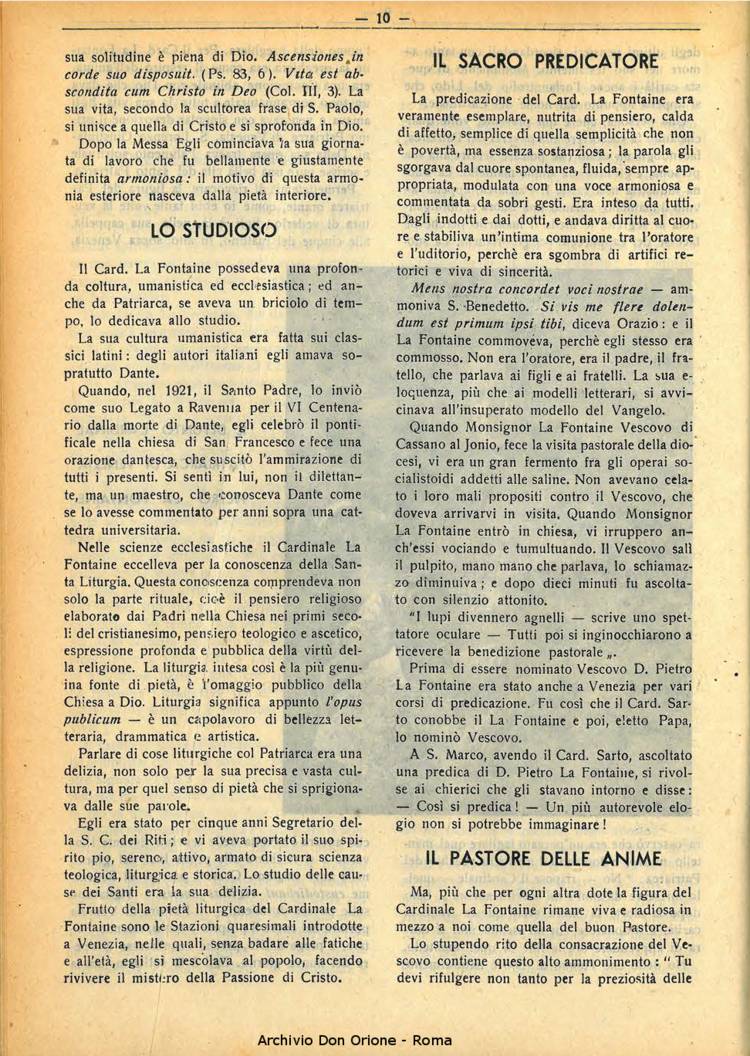 — 10 —
sua solitudine è piena di Dio. Ascensiones in
corde suo disposuit. (Ps. 83, 6). Vita est ab-
scondita cum Christo in Deo (Col. III, 3). La
sua vita, secondo la scultorea frase di S. Paolo,
si unisce a quella di Cristo e si sprofonda in Dio.
Dopo la Messa Egli cominciava la sua giorna-
ta di lavoro che fu bellamente e giustamente
definita armoniosa : il motivo di questa armo-
nia esteriore nasceva dalla pietà interiore.
LO STUDIOSO
Il Card. La Fontaine possedeva una profon-
da coltura, umanistica ed ecclesiastica ; ed an-
che da Patriarca, se aveva un briciolo di tem-
po, lo dedicava allo studio.
La sua cultura umanistica era fatta sui clas-
sici latini : degli autori italiani egli amava so-
pratutto Dante.
Quando, nel 1921, il Santo Padre, lo inviò
come suo Legato a Ravenna per il VI Centena-
rio dalla morte di Dante, egli celebrò il ponti-
ficale nella chiesa di San Francesco e fece una
orazione dantesca, che suscitò l'ammirazione di
tutti i presenti. Si sentì in lui, non il dilettan-
te, ma un maestro, che conosceva Dante come
se lo avesse commentato per anni sopra una cat-
tedra universitaria.
Nelle scienze ecclesiastiche il Cardinale La
Fontaine eccelleva per la conoscenza della San-
ta Liturgia. Questa conoscenza comprendeva non
solo la parte rituale, cioè il pensiero religioso
elaborato dai Padri nella Chiesa nei primi seco-
li del cristianesimo, pensiero teologico e ascetico,
espressione profonda e pubblica della virtù del-
la religione. La liturgia intesa così è la più genu-
ina fonte di pietà, è l'omaggio pubblico della
Chiesa a Dio. Liturgia significa appunto l'opus
publicum — è un capolavoro di bellezza let-
teraria, drammatica e artistica.
Parlare di cose liturgiche col Patriarca era una
delizia, non solo per la sua precisa e vasta cul-
tura, ma per quel senso di pietà che si sprigiona-
va dalle sue parole.
Egli era stato per cinque anni Segretario del-
la S. C. dei Riti ; e vi aveva portato il suo spi-
rito pio, sereno, attivo, armato di sicura scienza
teologica, liturgica e storica. Lo studio delle cau-
se dei Santi era la sua delizia.
Frutto della pietà liturgica del Cardinale La
Fontaine sono le Stazioni quaresimali introdotte
a Venezia, nelle quali, senza badare alle fatiche
e all'età, egli si mescolava al popolo, facendo
rivivere il mistero della Passione di Cristo.
IL SACRO PREDICATORE
La predicazione del Card. La Fontaine era
veramente esemplare, nutrita di pensiero, calda
di affetto, semplice di quella semplicità che non
è povertà, ma essenza sostanziosa ; la parola gli
sgorgava dal cuore spontanea, fluida, sempre ap-
propriata, modulata con una voce armoniosa e
commentata da sobri gesti. Era inteso da tutti.
Dagli indotti e dai dotti, e andava diritta al cuo-
re e stabiliva un'intima comunione tra l'oratore
e l'uditorio, perchè era sgombra di artifici re-
torici e viva di sincerità.
Mens nostra concordet voci nostrae — am-
moniva S. Benedetto. Si vis me flere dolen-
dum est primum ipsi tibi, diceva Orazio : e il
La Fontaine commoveva, perchè egli stesso era
commosso. Non era l'oratore, era il padre, il fra-
tello, che parlava ai figli e ai fratelli. La sua e-
loquenza, più che ai modelli letterari, si avvi-
cinava all'insuperato modello del Vangelo.
Quando Monsignor La Fontaine Vescovo di
Cassano al Jonio, fece la visita pastorale della dio-
cesi, vi era un gran fermento fra gli operai so-
cialistoidi addetti alle saline. Non avevano cela-
to i loro mali propositi contro il Vescovo, che
doveva arrivarvi in visita. Quando Monsignor
La Fontaine entrò in chiesa, vi irruppero an-
ch'essi vociando e tumultuando. Il Vescovo salì
il pulpito, mano mano che parlava, lo schiamaz-
zo diminuiva ; e dopo dieci minuti fu ascolta-
to con silenzio attonito.
"I lupi divennero agnelli — scrive uno spet-
tatore oculare — Tutti poi si inginocchiarono a
ricevere la benedizione pastorale „.
Prima di essere nominato Vescovo D. Pietro
La Fontaine era stato anche a Venezia per vari
corsi di predicazione. Fu così che il Card. Sar-
to conobbe il La Fontaine e poi, eletto Papa,
lo nominò Vescovo.
A S. Marco, avendo il Card. Sarto, ascoltato
una predica di D. Pietro La Fontaine, si rivol-
se ai chierici che gli stavano intorno e disse :
— Così si predica ! — Un più autorevole elo-
gio non si potrebbe immaginare !
IL PASTORE DELLE ANIME
Ma, più che per ogni altra dote la figura del
Cardinale La Fontaine rimane viva e radiosa in
mezzo a noi come quella del buon Pastore.
Lo stupendo rito della consacrazione del Ve-
scovo contiene questo alto ammonimento : " Tu
devi rifulgere non tanto per la preziosità delle
Archivio Don Orione - Roma